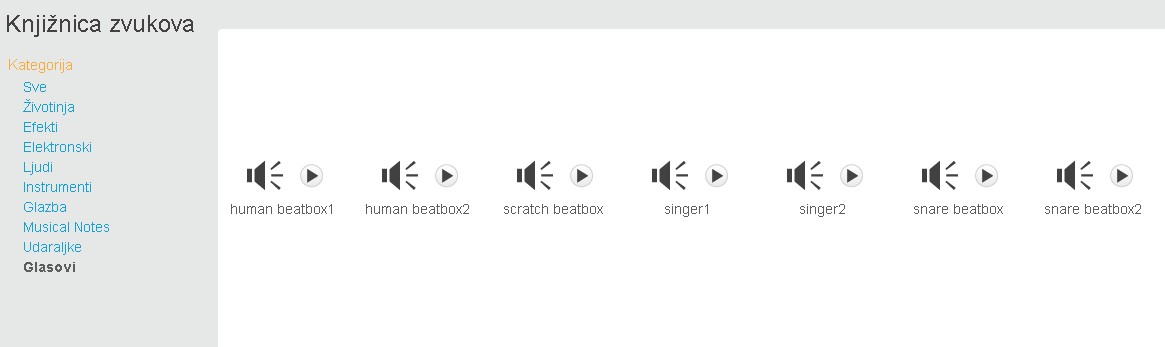 Knjižnica zvukova
Kategorija
Sve
Životinja
Efekti
Elektronski
Ljudi
Instrumenti
Glazba
Musical Notes
Udaraljke
Glasovi
human beatbox1
human beatbox2
scratch beatbox
singer1
singer2
snare beatbox
snare beatbox2